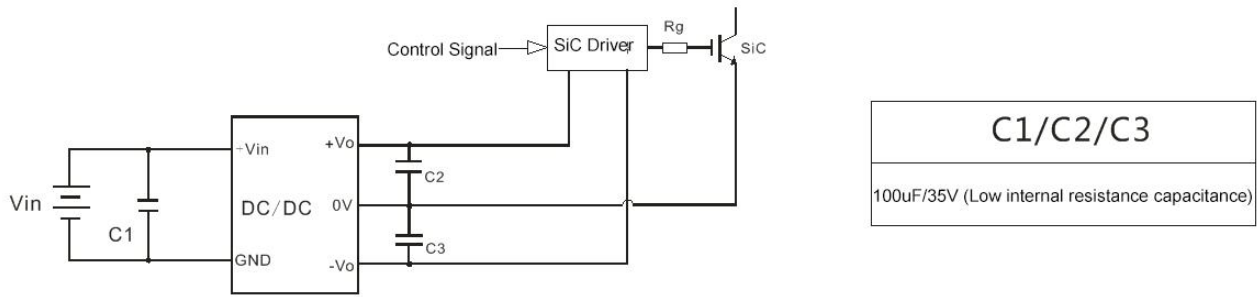 Rg
Control Signal
SiC Driver
SiC
Vin
C1
+Vin
DC/DC
GND
+Vo
0V
-Vo
C2
C3
C1/C2/C3
100uF/35V (Low internal resistance capacitance)